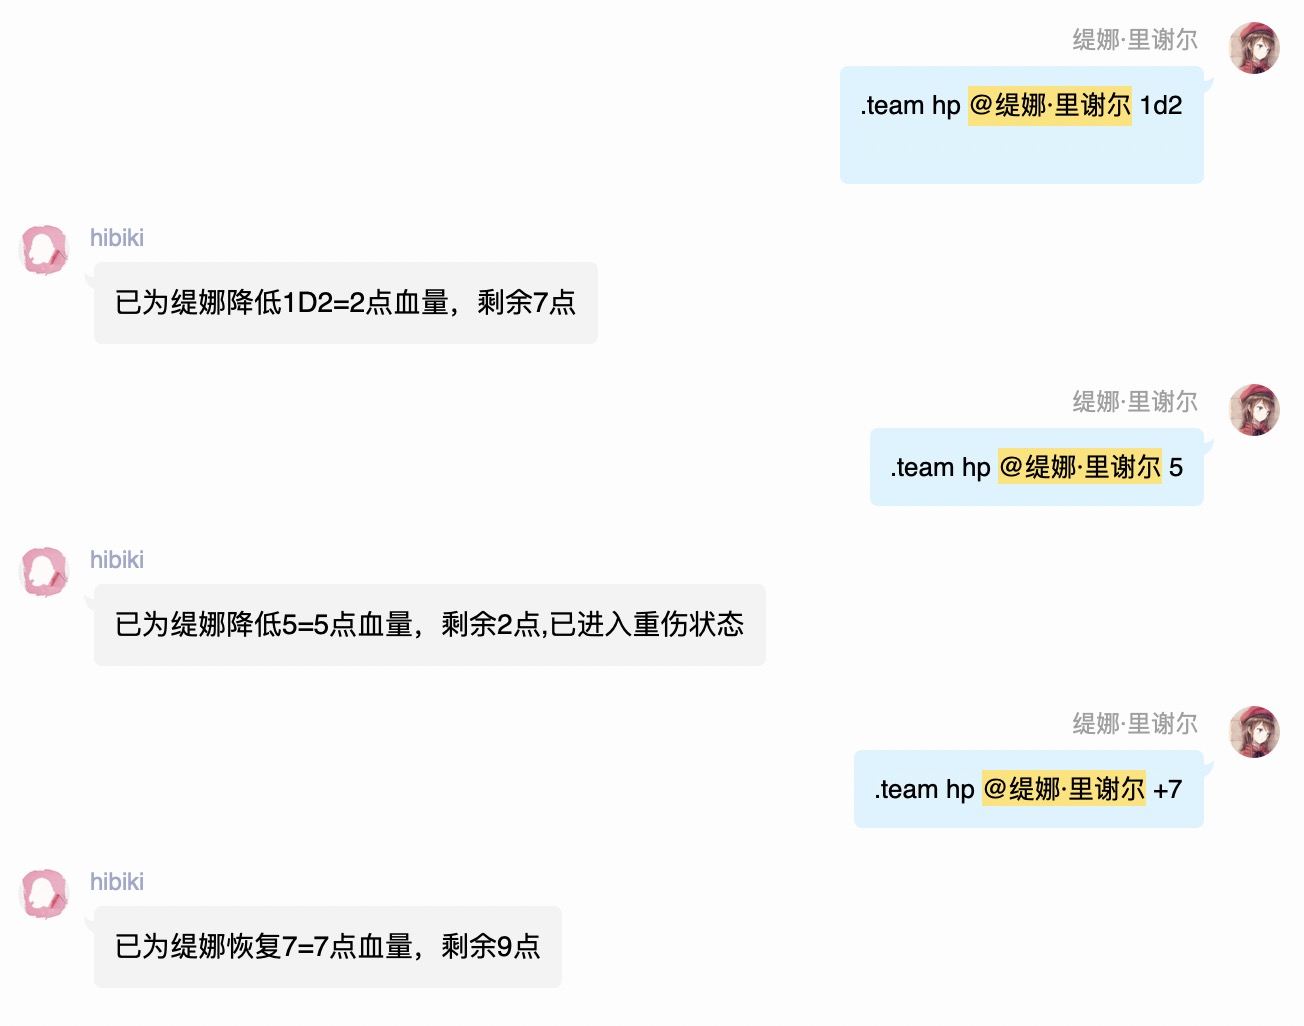 缇娜·里谢尔
.team hp @缇娜·里谢尔 1d2
hibiki
已为缇娜降低1D2=2点血量，剩余7点
缇娜·里谢尔
.team hp @缇娜·里谢尔 5
hibiki
已为缇娜降低5=5点血量，剩余2点,已进入重伤状态
缇娜·里谢尔
.team hp @缇娜·里谢尔 +7
hibiki
已为缇娜恢复7=7点血量，剩余9点